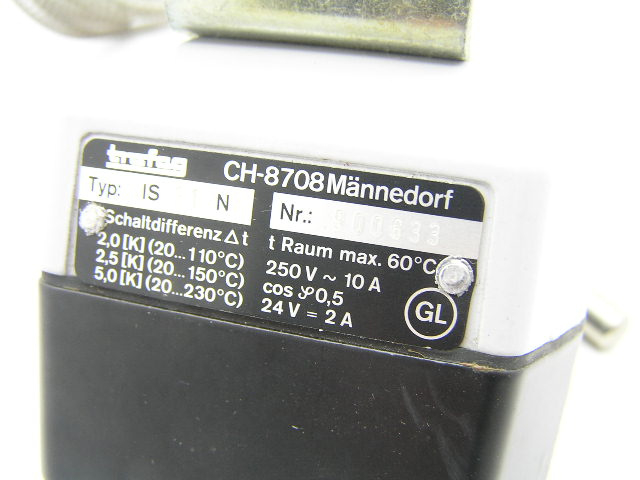 trafag CH-8708 Männedorf
Typ: IS N Nr.:
Schaltdifferenz Δt
2,0 [K] (20...110°C)
2,5 [K] (20...150°C)
5,0 [K] (20...230°C)
t Raum max. 60°C
250 V ~ 10 A
cos φ 0,5
24 V = 2 A
GL